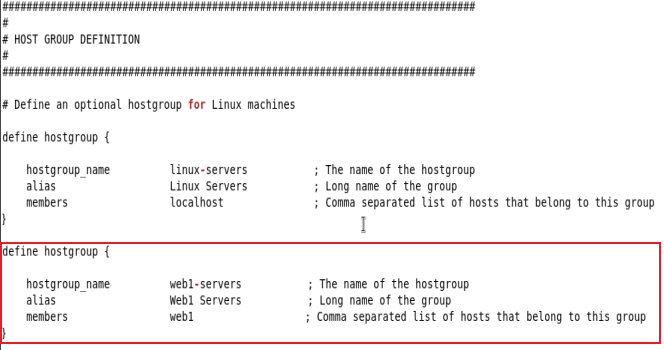 ###############################################################################
#
# HOST GROUP DEFINITION
#
###############################################################################
# Define an optional hostgroup for Linux machines
define hostgroup {
hostgroup_name linux-servers ; The name of the hostgroup
alias Linux Servers ; Long name of the group
members localhost ; Comma separated list of hosts that belong to this group
}
define hostgroup {
hostgroup_name web1-servers ; The name of the hostgroup
alias Web1 Servers ; Long name of the group
members web1 ; Comma separated list of hosts that belong to this group
}